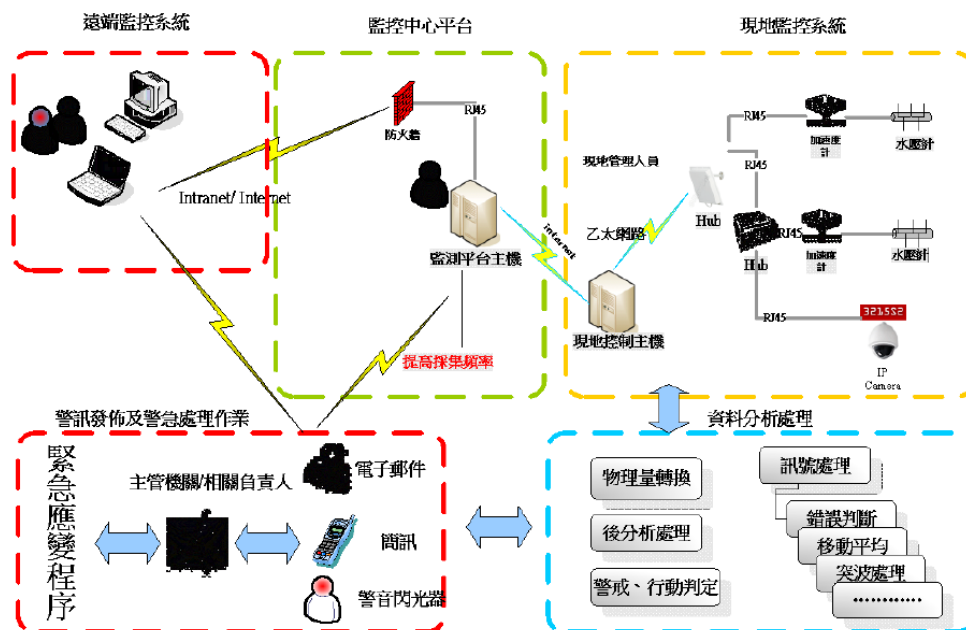 遠端監控系統
監控中心平台
現地監控系統
RJ45
防火牆
Intranet/ Internet
監測平台主機
提高採集頻率
internet
現地管理人員
乙太網路
Hub
現地控制主機
RJ45
加速度計
水壓計
RJ45
Hub
RJ45
加速度計
水壓計
RJ45
IP
Camera
警訊發佈及警急處理作業
緊急應變程序
主管機關/相關負責人
電子郵件
簡訊
警音閃光器
資料分析處理
物理量轉換
後分析處理
警戒、行動判定
訊號處理
錯誤判斷
移動平均
突波處理
............